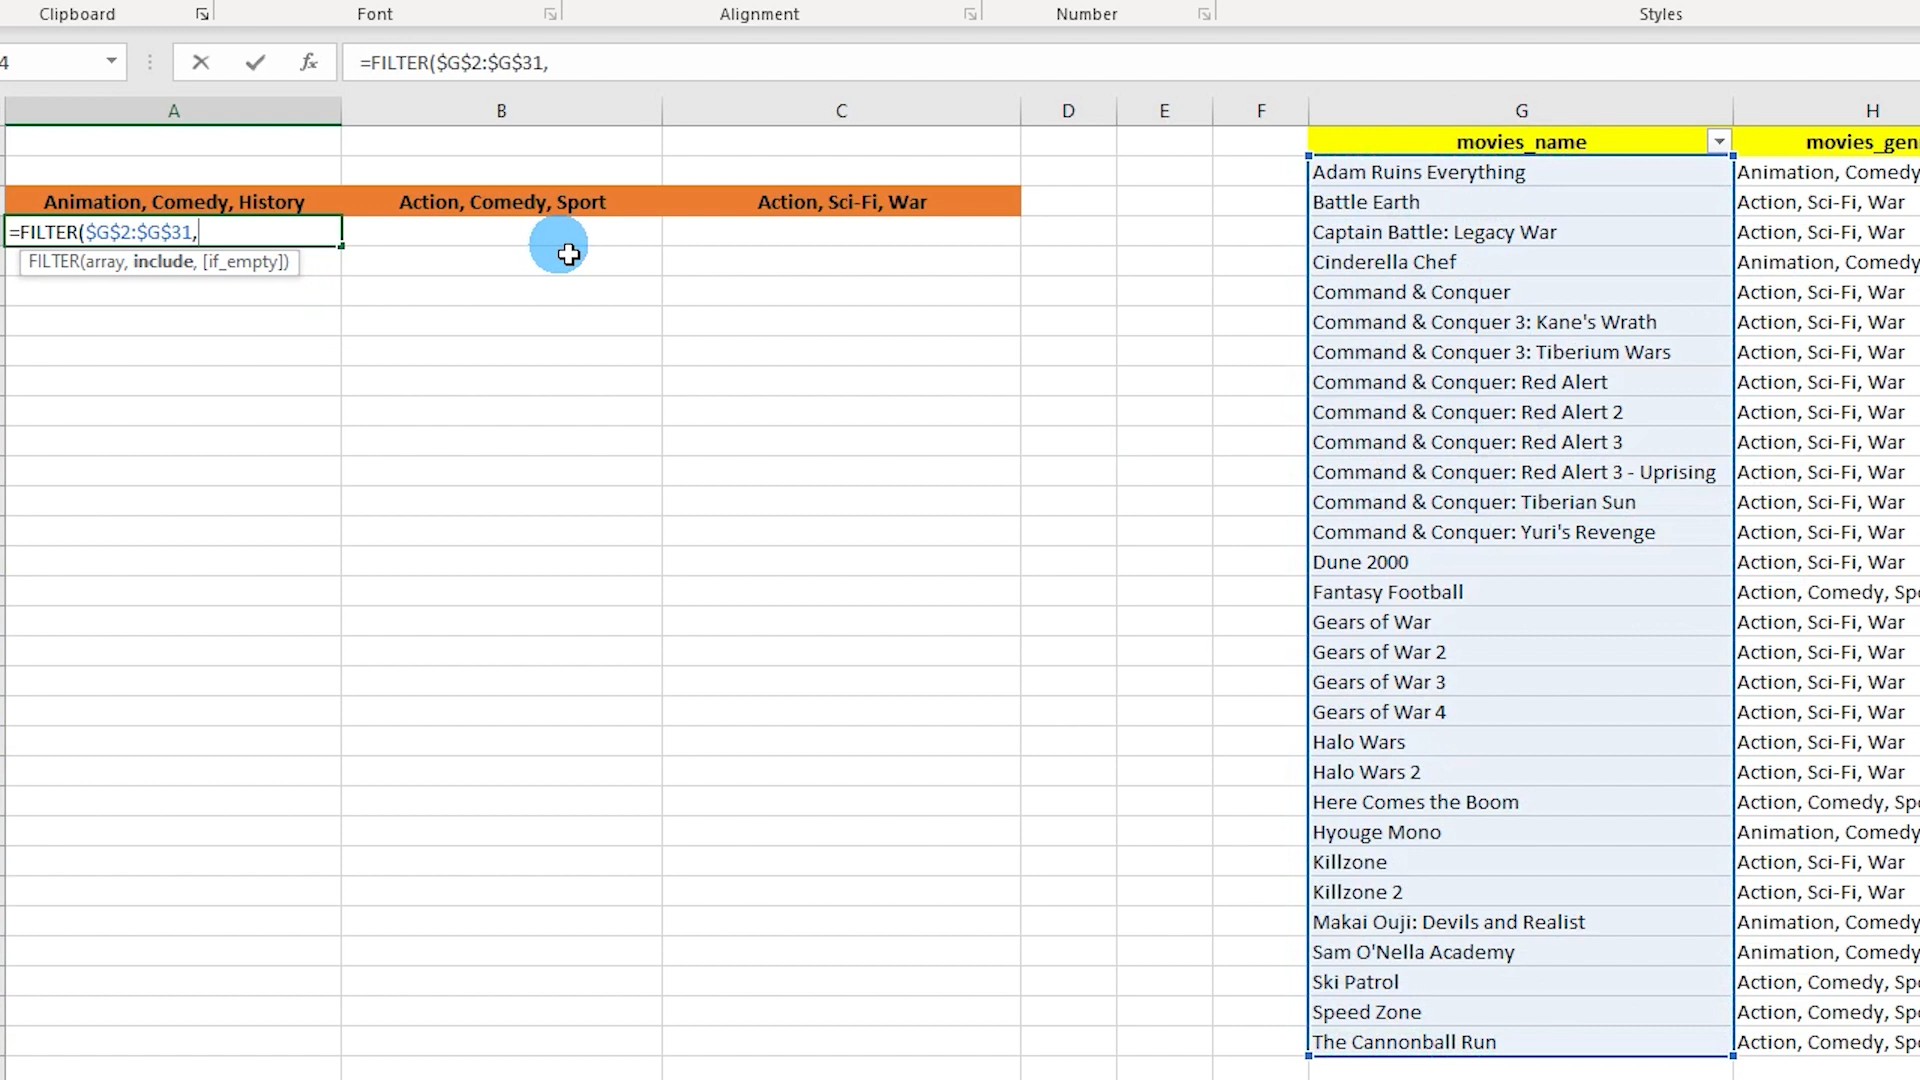 Clipboard Font Alignment Number Styles
4 fx =FILTER($G$2:$G$31,
A B C D E F G H
movies_name movies_gen
Adam Ruins Everything Animation, Comedy
Animation, Comedy, History Action, Comedy, Sport Action, Sci-Fi, War Battle Earth Action, Sci-Fi, War
=FILTER($G$2:$G$31, Captain Battle: Legacy War Action, Sci-Fi, War
FILTER(array, include, [if_empty]) Cinderella Chef Animation, Comedy
Command & Conquer Action, Sci-Fi, War
Command & Conquer 3: Kane's Wrath Action, Sci-Fi, War
Command & Conquer 3: Tiberium Wars Action, Sci-Fi, War
Command & Conquer: Red Alert Action, Sci-Fi, War
Command & Conquer: Red Alert 2 Action, Sci-Fi, War
Command & Conquer: Red Alert 3 Action, Sci-Fi, War
Command & Conquer: Red Alert 3 - Uprising Action, Sci-Fi, War
Command & Conquer: Tiberian Sun Action, Sci-Fi, War
Command & Conquer: Yuri's Revenge Action, Sci-Fi, War
Dune 2000 Action, Sci-Fi, War
Fantasy Football Action, Comedy, Spo
Gears of War Action, Sci-Fi, War
Gears of War 2 Action, Sci-Fi, War
Gears of War 3 Action, Sci-Fi, War
Gears of War 4 Action, Sci-Fi, War
Halo Wars Action, Sci-Fi, War
Halo Wars 2 Action, Sci-Fi, War
Here Comes the Boom Action, Comedy, Spo
Hyouge Mono Animation, Comedy
Killzone Action, Sci-Fi, War
Killzone 2 Action, Sci-Fi, War
Makai Ouji: Devils and Realist Animation, Comedy
Sam O'Nella Academy Animation, Comedy
Ski Patrol Action, Comedy, Spo
Speed Zone Action, Comedy, Spo
The Cannonball Run Action, Comedy, Spo